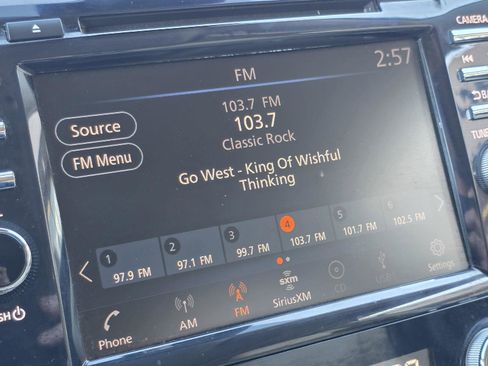 CAMERA
2:57
FM
103.7 FM
103.7
Classic Rock
Source
FM Menu
Go West - King Of Wishful
Thinking
1 2 3 4 5 6
97.9 FM 97.1 FM 99.7 FM 103.7 FM 101.7 FM 102.5 FM
Phone AM FM sxm SiriusXM CD USB Settings
TUNE